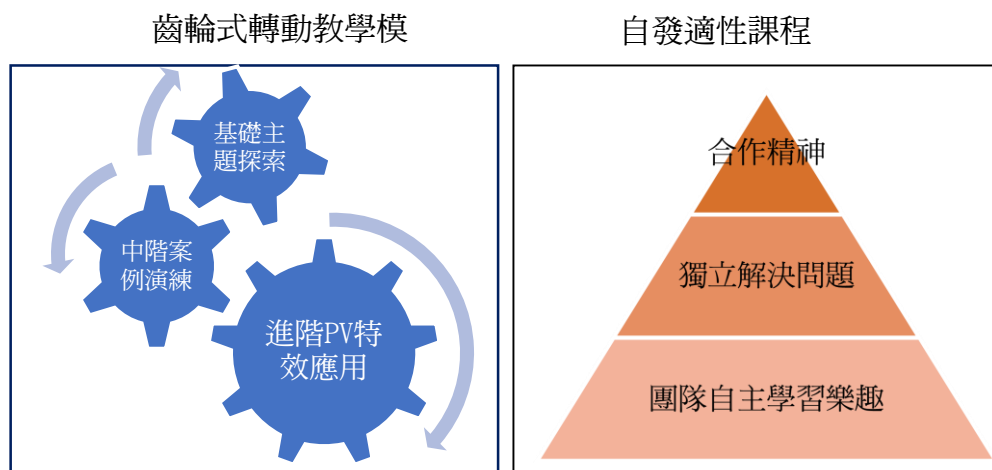 齒輪式轉動教學模
基礎主
題探索
中階案
例演練
進階PV特
效應用
自發適性課程
合作精神
獨立解決問題
團隊自主學習樂趣